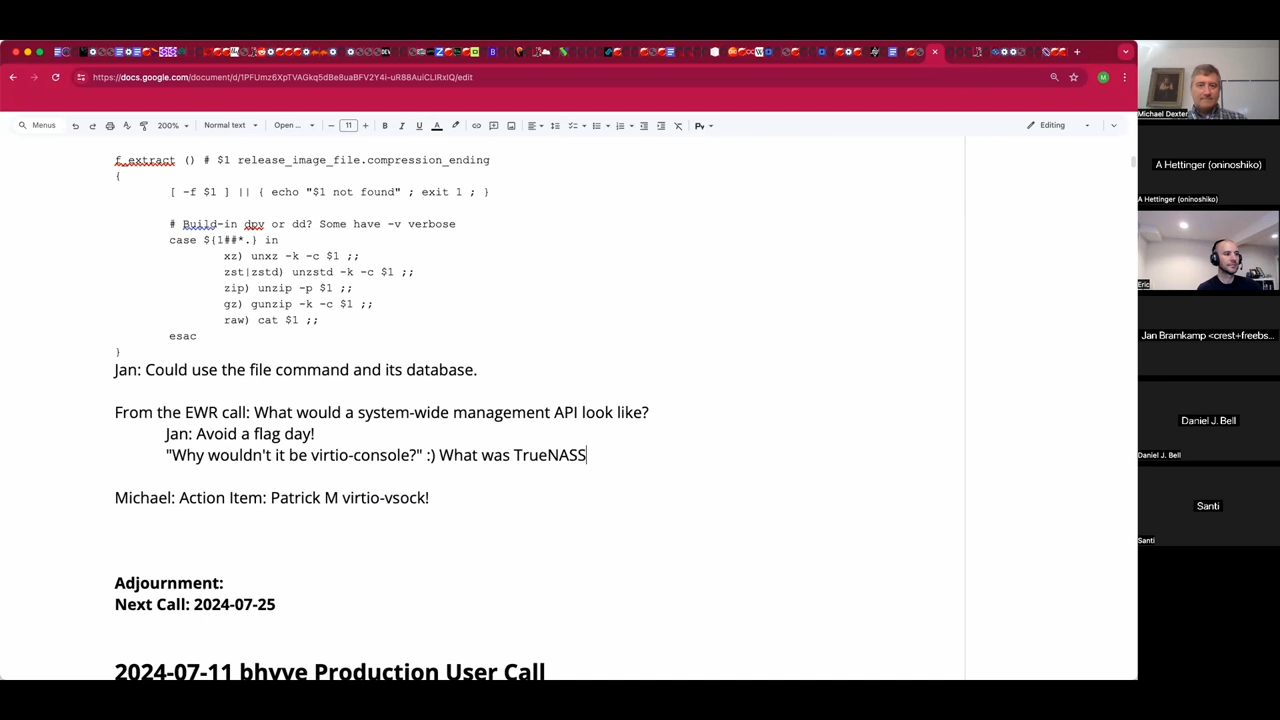 https://docs.google.com/document/d/1PFUmz6XpTVAGkq5dBe8uaBFV2Y4i-uR88AuiCLlRxIQ/edit
M
Menus
200%
Normal text
Open ...
11
B I U A
Editing
f_extract () # $1 release_image_file.compression_ending
{
[ -f $1 ] || { echo "$1 not found" ; exit 1 ; }
# Build-in dpv or dd? Some have -v verbose
case ${1##*.} in
xz) unxz -k -c $1 ;;
zst|zstd) unzstd -k -c $1 ;;
zip) unzip -p $1 ;;
gz) gunzip -k -c $1 ;;
raw) cat $1 ;;
esac
}
Jan: Could use the file command and its database.
From the EWR call: What would a system-wide management API look like?
Jan: Avoid a flag day!
"Why wouldn't it be virtio-console?" :) What was TrueNASS
Michael: Action Item: Patrick M virtio-vsock!
Adjournment:
Next Call: 2024-07-25
2024-07-11 bhyve Production User Call
Michael Dexter
A Hettinger (oninoshiko)
A Hettinger (oninoshiko)
Eric
Jan Bramkamp <crest+freebs...
Daniel J. Bell
Daniel J. Bell
Santi
Santi